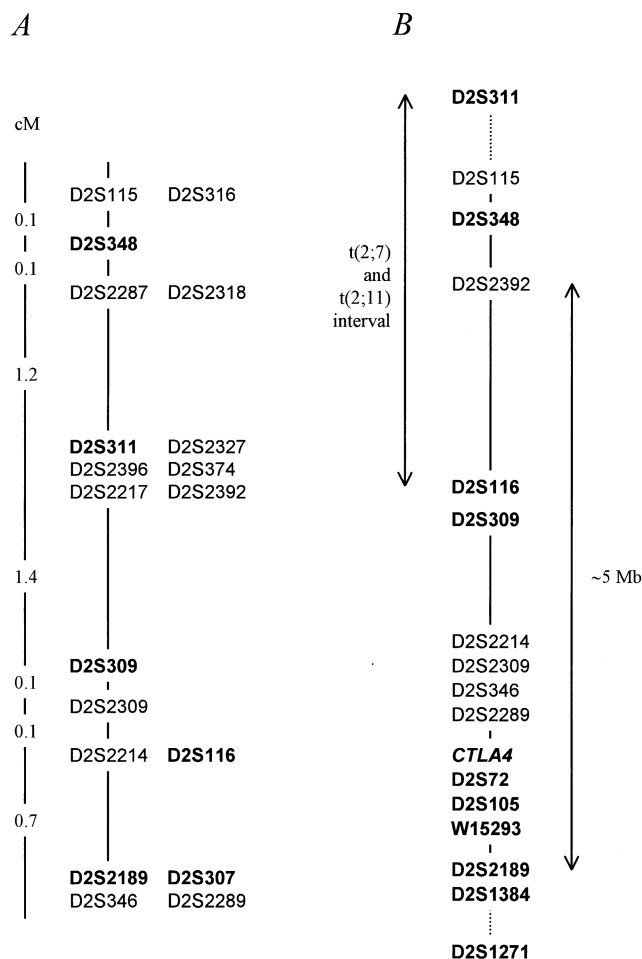 A
cM
D2S115 D2S316
0.1
D2S348
0.1
D2S2287 D2S2318
1.2
D2S311 D2S2327
D2S2396 D2S374
D2S2217 D2S2392
1.4
D2S309
0.1
D2S2309
0.1
D2S2214 D2S116
0.7
D2S2189 D2S307
D2S346 D2S2289
B
D2S311
D2S115
D2S348
t(2;7)
and
t(2;11)
interval
D2S2392
D2S116
D2S309
~5 Mb
D2S2214
D2S2309
D2S346
D2S2289
CTLA4
D2S72
D2S105
W15293
D2S2189
D2S1384
D2S1271